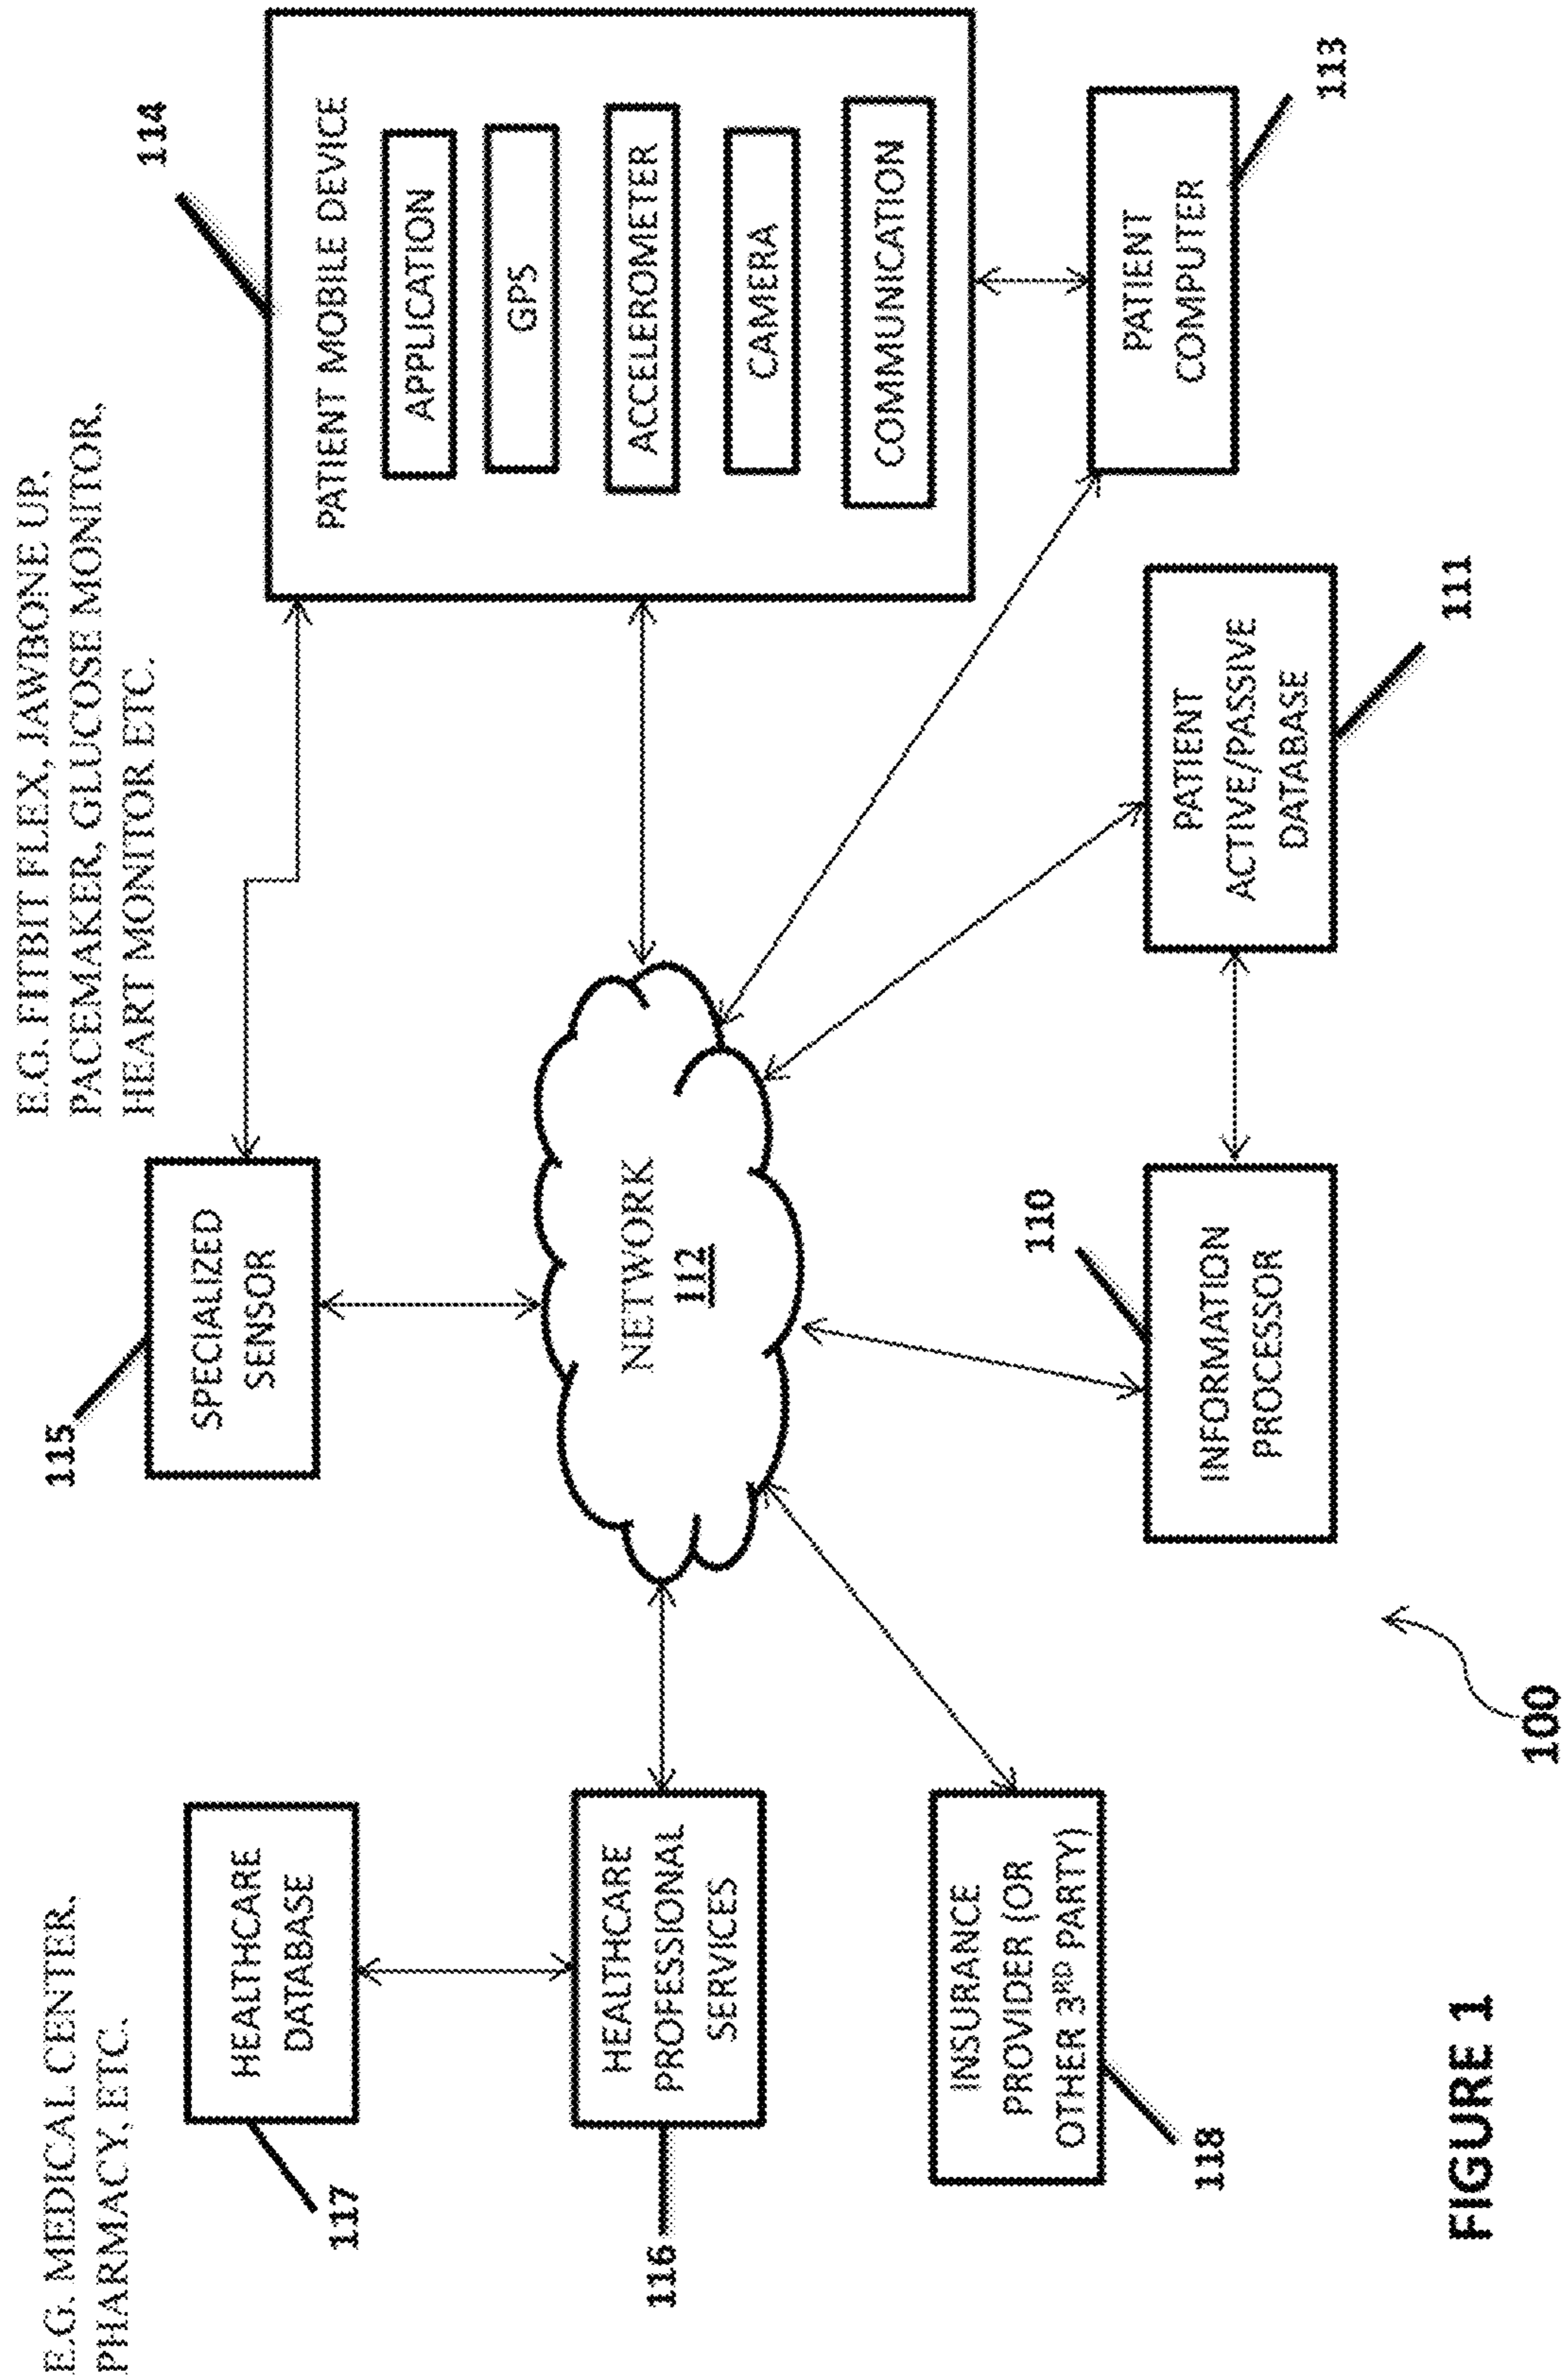 E.G. MEDICAL CENTER,
PHARMACY, ETC.
E.G. FITBIT FLEX, JAWBONE UP,
PACEMAKER, GLUCOSE MONITOR,
HEART MONITOR ETC.
117
HEALTHCARE
DATABASE
115
SPECIALIZED
SENSOR
114
PATIENT MOBILE DEVICE
APPLICATION
GPS
ACCELEROMETER
CAMERA
COMMUNICATION
116
HEALTHCARE
PROFESSIONAL
SERVICES
NETWORK
112
118
INSURANCE
PROVIDER (OR
OTHER 3RD PARTY)
110
INFORMATION
PROCESSOR
PATIENT
ACTIVE/PASSIVE
DATABASE
111
PATIENT
COMPUTER
113
100
FIGURE 1